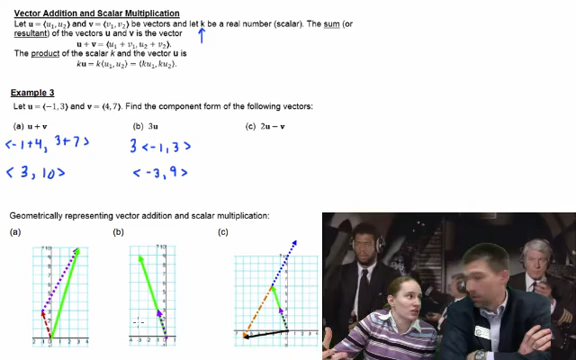 Vector Addition and Scalar Multiplication
Let u = ⟨u₁, u₂⟩ and v = ⟨v₁, v₂⟩ be vectors and let k be a real number (scalar). The sum (or
resultant) of the vectors u and v is the vector
u + v = ⟨u₁ + v₁, u₂ + v₂⟩.
The product of the scalar k and the vector u is
ku = k⟨u₁, u₂⟩ = ⟨ku₁, ku₂⟩.
Example 3
Let u = ⟨−1, 3⟩ and v = ⟨4, 7⟩. Find the component form of the following vectors:
(a) u + v (b) 3u (c) 2u − v
<-1+4, 3+7> 3<-1,3>
<3, 10> <-3, 9>
Geometrically representing vector addition and scalar multiplication:
(a) (b) (c)